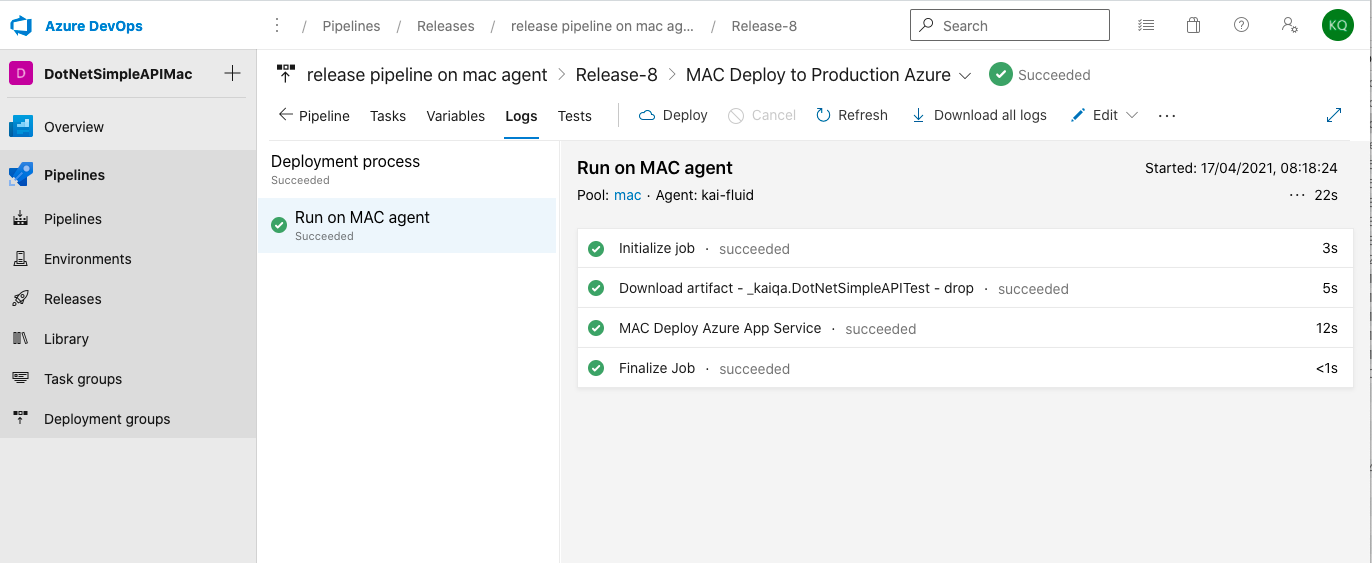 Azure DevOps
/ Pipelines / Releases / release pipeline on mac ag... / Release-8
Search
KQ
D DotNetSimpleAPIMac
Overview
Pipelines
Pipelines
Environments
Releases
Library
Task groups
Deployment groups
release pipeline on mac agent > Release-8 > MAC Deploy to Production Azure
Succeeded
Pipeline Tasks Variables Logs Tests Deploy Cancel Refresh Download all logs Edit ...
Deployment process
Succeeded
Run on MAC agent
Succeeded
Run on MAC agent
Started: 17/04/2021, 08:18:24
Pool: mac · Agent: kai-fluid
... 22s
Initialize job · succeeded 3s
Download artifact - _kaiqa.DotNetSimpleAPITest - drop · succeeded 5s
MAC Deploy Azure App Service · succeeded 12s
Finalize Job · succeeded <1s